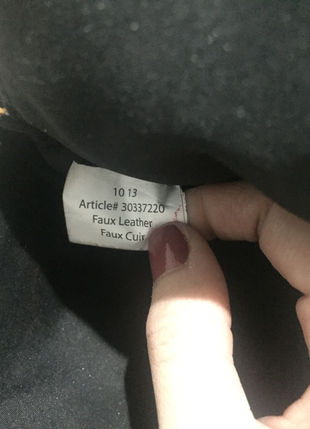 10 13
Article# 30337220
Faux Leather
Faux Cuir